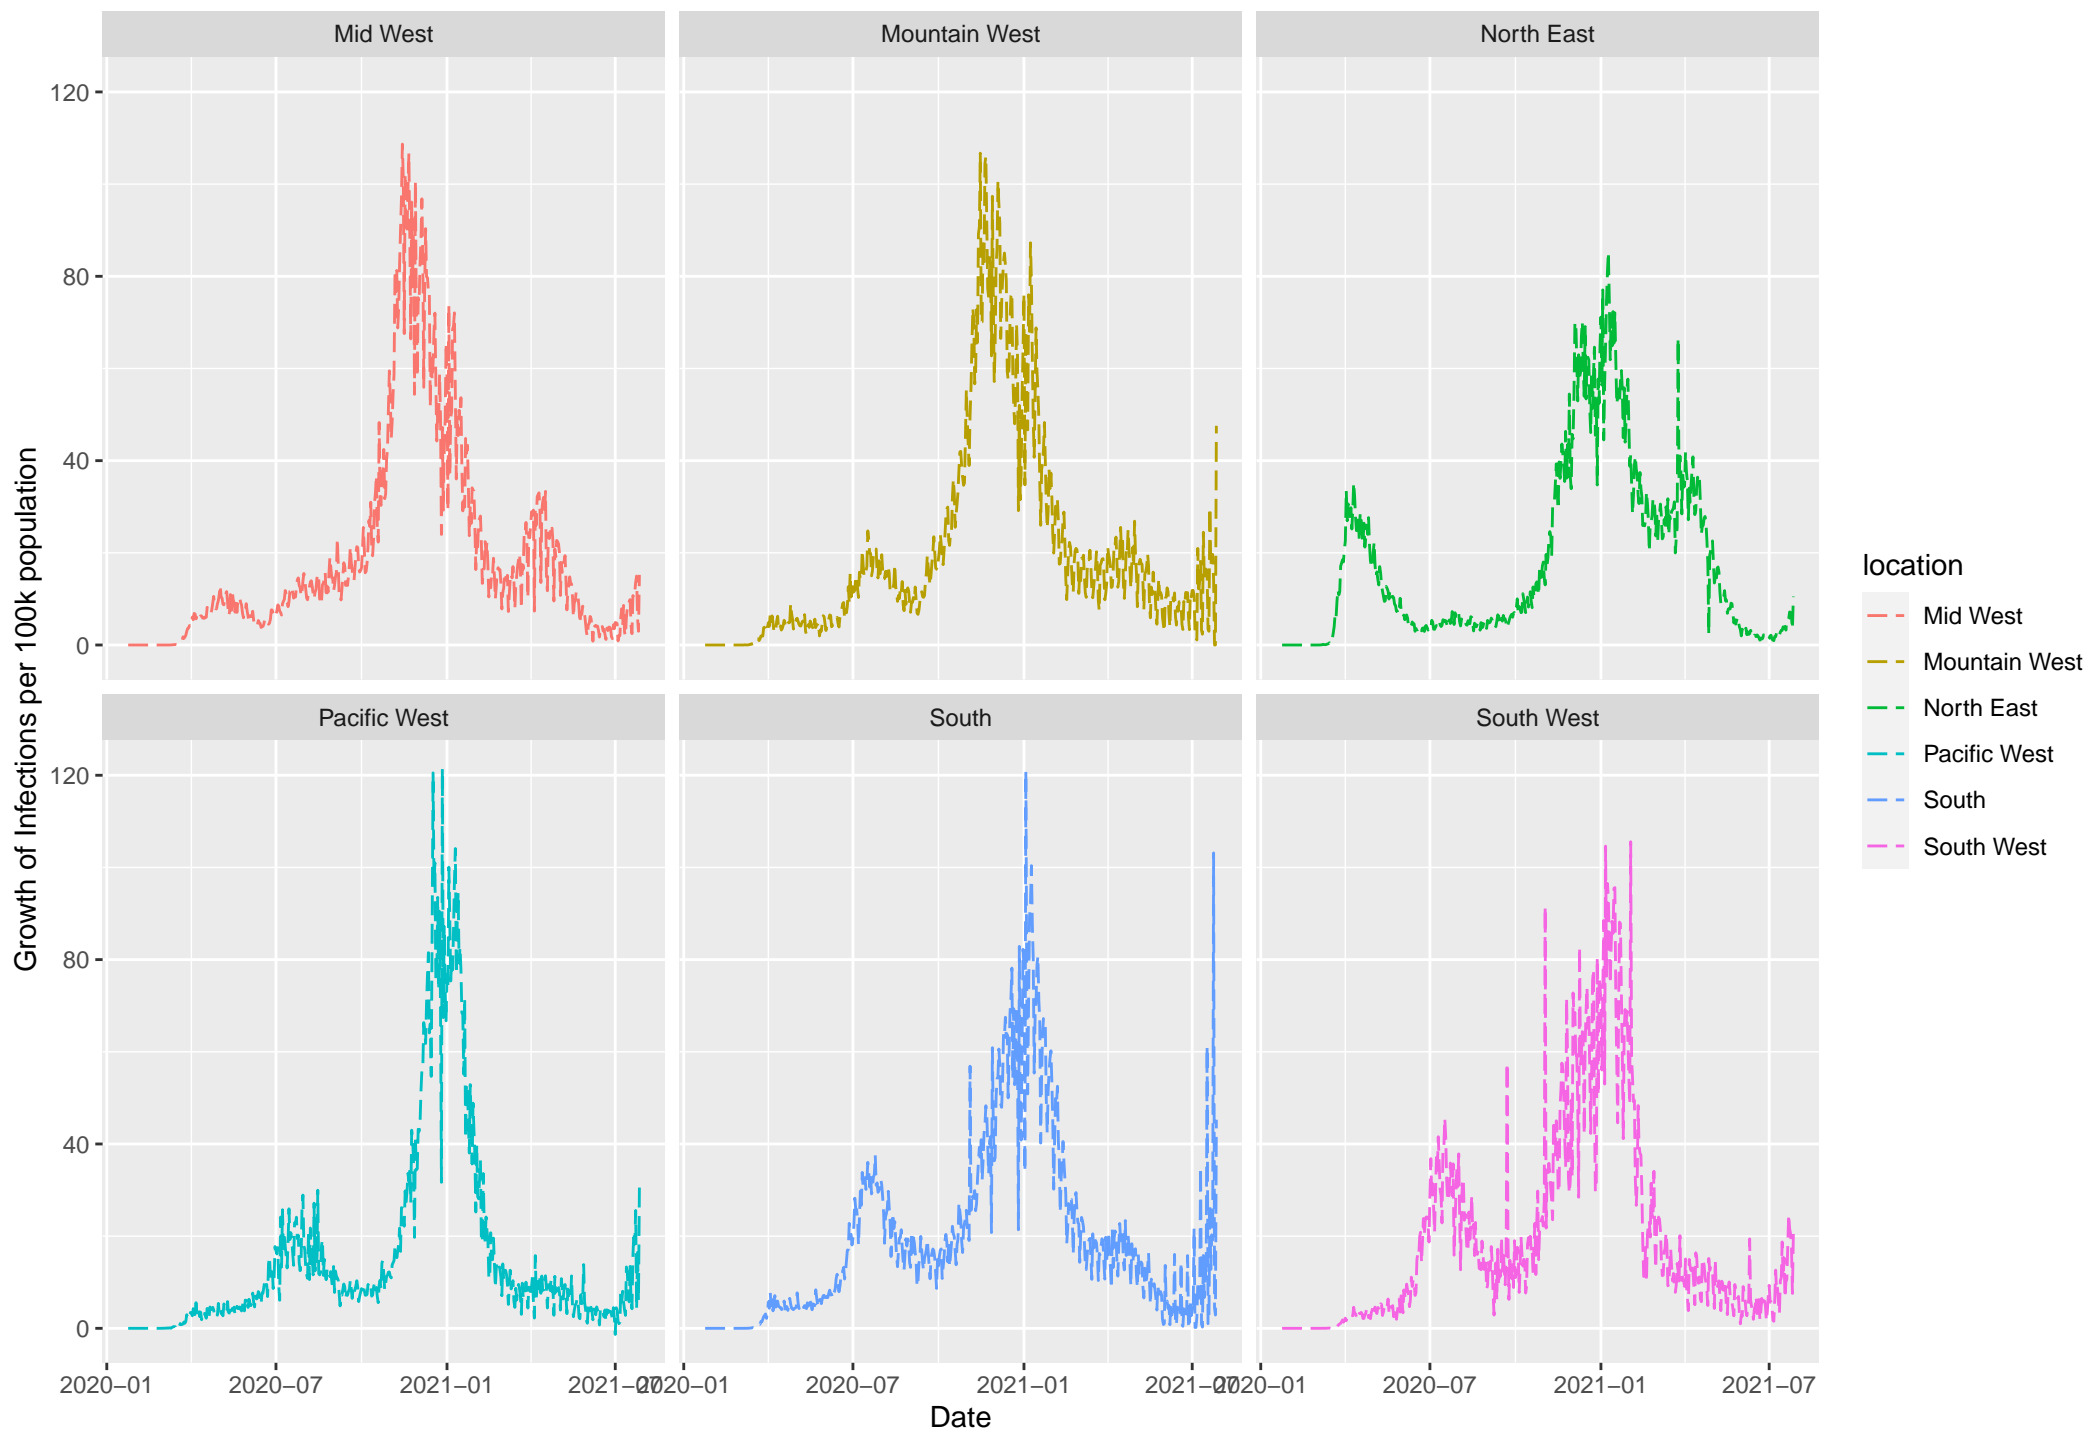 Mid West
Mountain West
North East
120
80
40
0
Pacific West
South
South West
120
80
40
0
2020–01
2020–07
2021–01
2021–07
2020–01
2020–07
2021–01
2021–07
2020–01
2020–07
2021–01
2021–07
Date
Growth of Infections per 100k population
location
Mid West
Mountain West
North East
Pacific West
South
South West